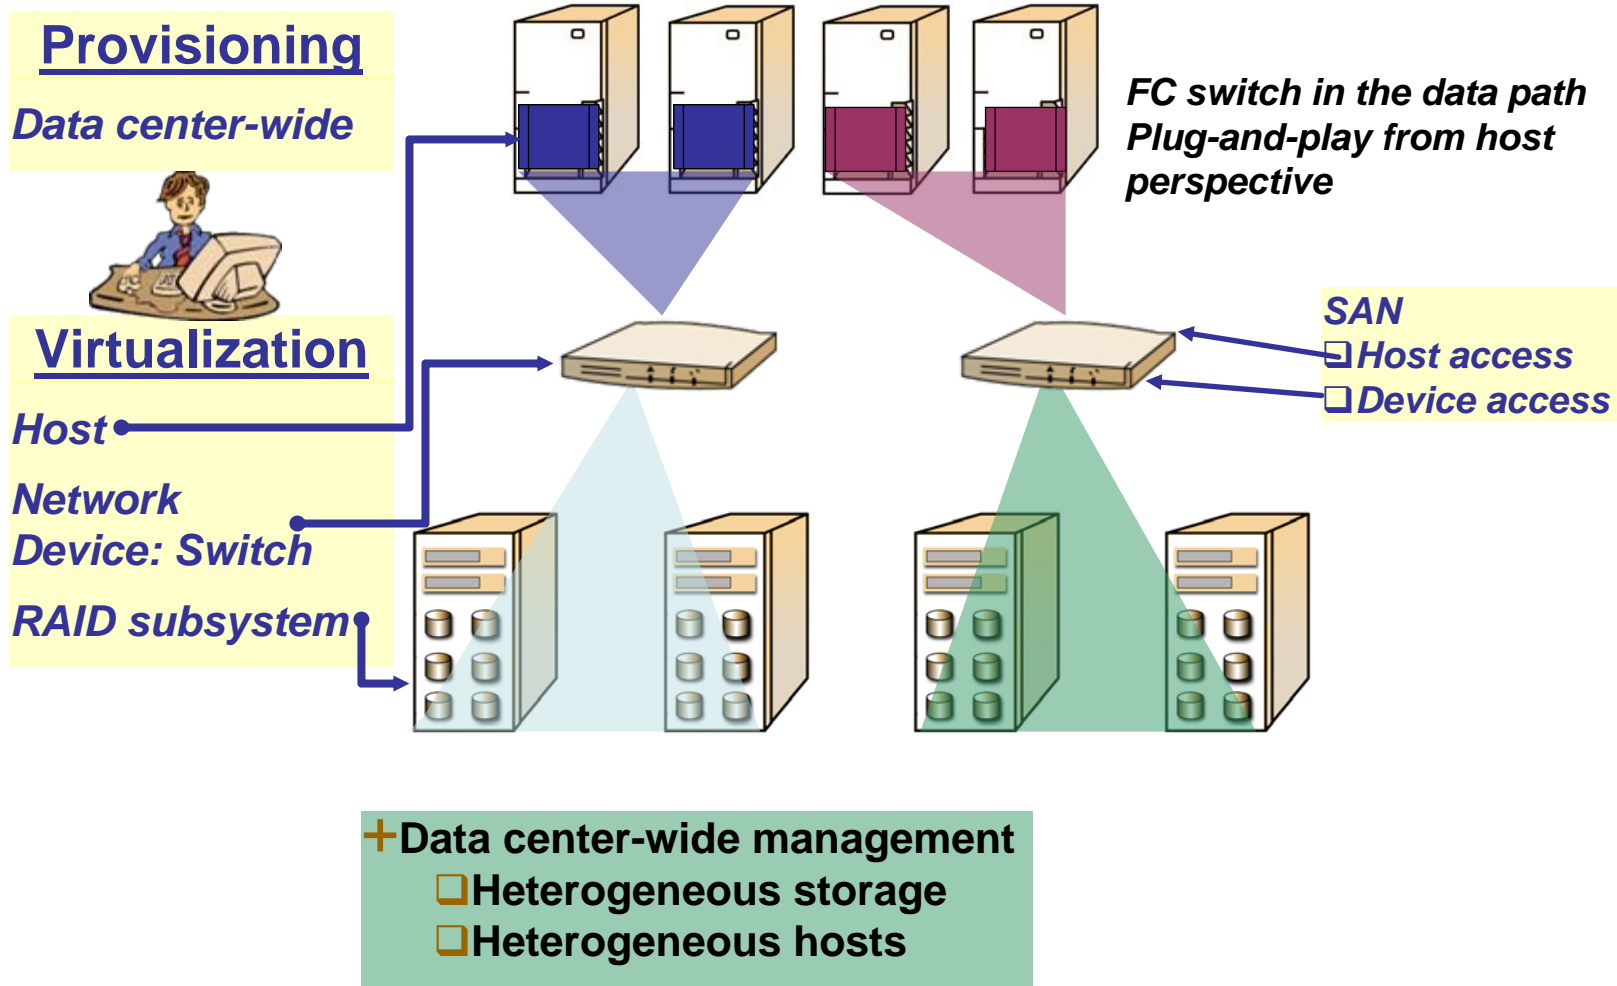 Provisioning
Data center-wide
Virtualization
Host
Network
Device: Switch
RAID subsystem
FC switch in the data path
Plug-and-play from host
perspective
SAN
❑Host access
❑Device access
+Data center-wide management
❑Heterogeneous storage
❑Heterogeneous hosts